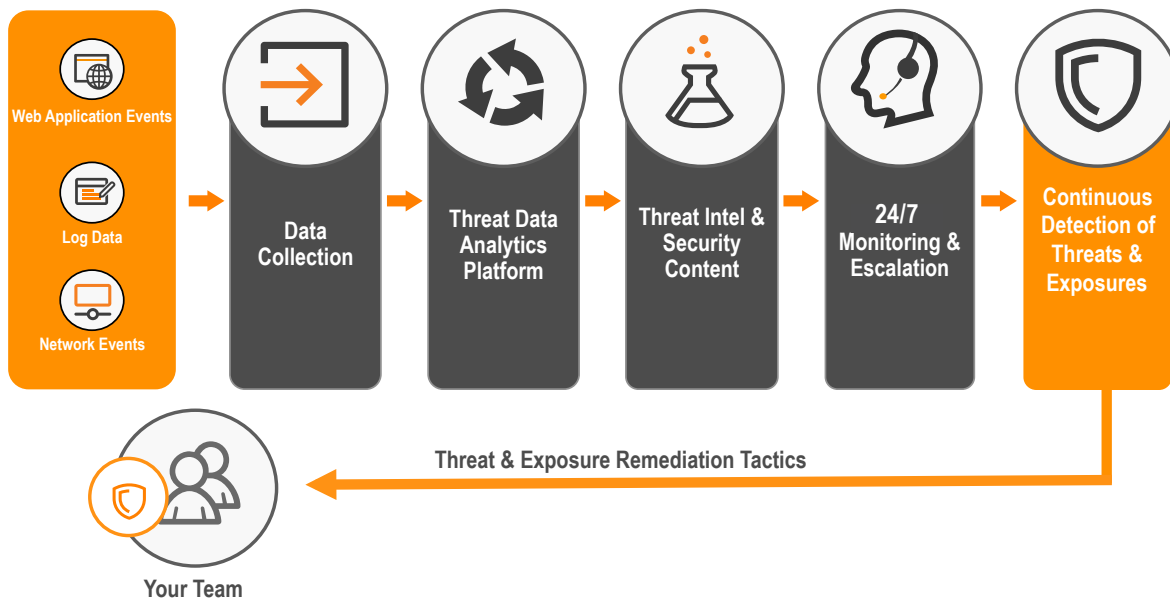 Web Application Events
Log Data
Network Events
Data
Collection
Threat Data
Analytics
Platform
Threat Intel &
Security
Content
24/7
Monitoring &
Escalation
Continuous
Detection of
Threats &
Exposures
Threat & Exposure Remediation Tactics
Your Team